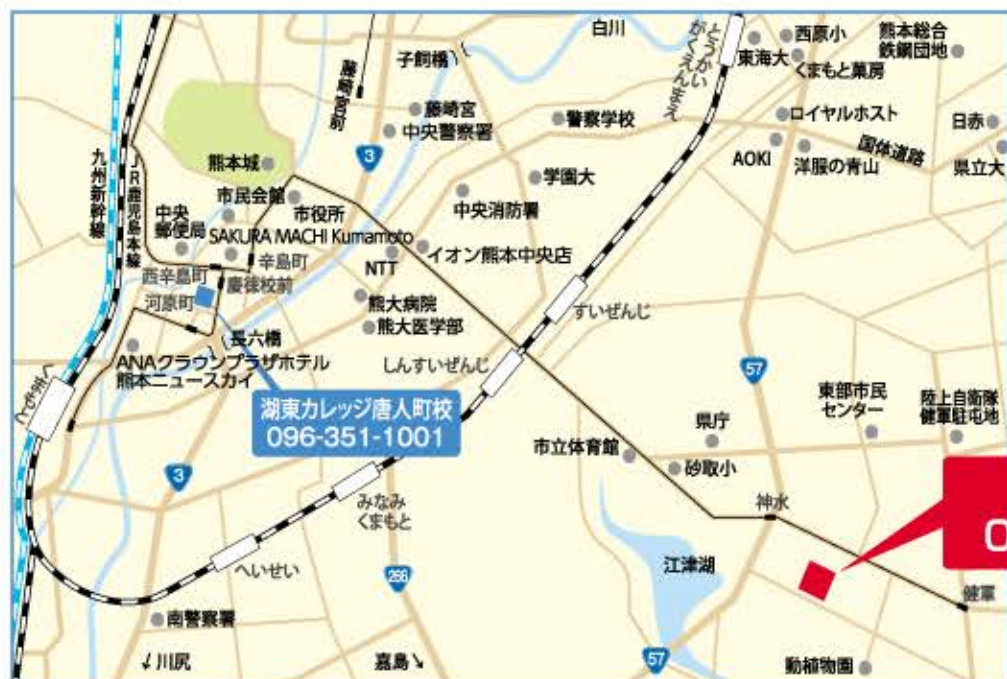 白川
子飼橋
藤崎宮前
藤崎宮
中央警察署
3
とうかい
がくえんまえ
東海大
西原小
くまもと菓房
熊本総合
鉄鋼団地
警察学校
ロイヤルホスト
日赤
AOKI
洋服の青山
国体道路
県立大
九州新幹線
JR鹿児島本線
熊本城
市民会館
市役所
中央
郵便局
SAKURA MACHI Kumamoto
学園大
中央消防署
イオン熊本中央店
NTT
西辛島町
辛島町
河原町
慶徳校前
熊大病院
熊大医学部
すいぜんじ
長六橋
ANAクラウンプラザホテル
熊本ニュースカイ
しんすいぜんじ
57
湖東カレッジ唐人町校
096-351-1001
東部市民
センター
陸上自衛隊
健軍駐屯地
県庁
市立体育館
砂取小
3
みなみ
くまもと
神水
へいせい
266
江津湖
健軍
南警察署
川尻
嘉島
57
動植物園